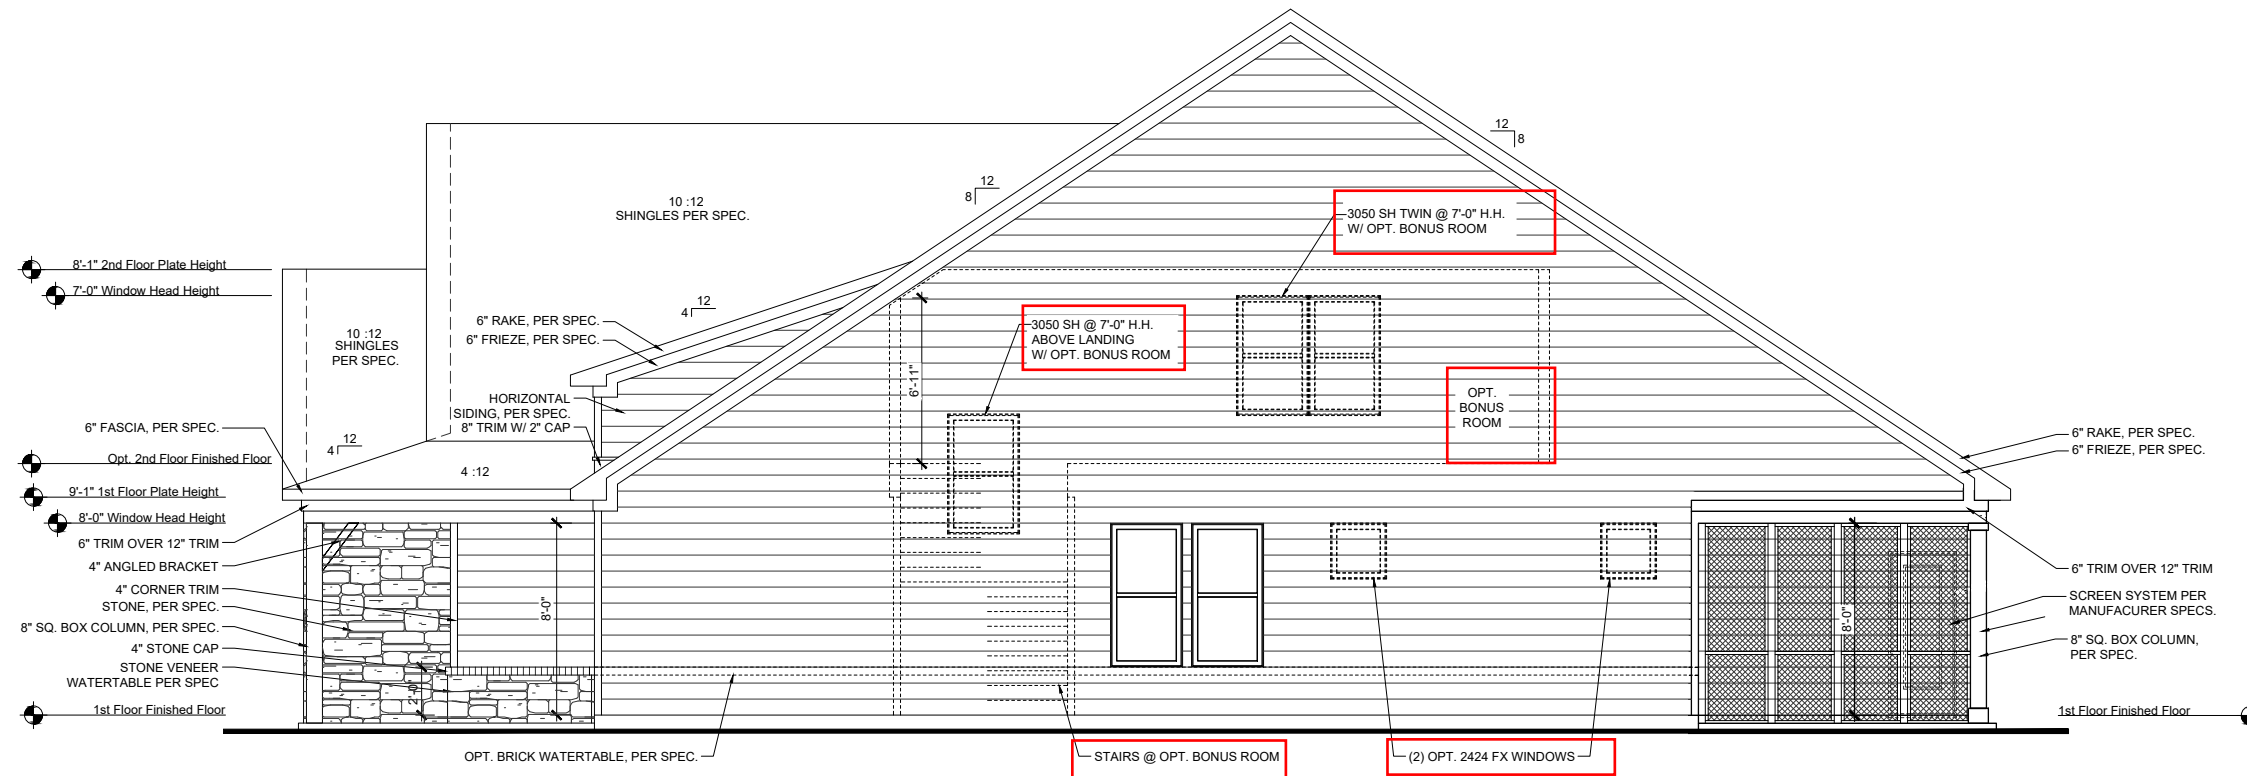 12
8
12
8
10 :12
SHINGLES PER SPEC.
3050 SH TWIN @ 7'-0" H.H.
W/ OPT. BONUS ROOM
8'-1" 2nd Floor Plate Height
7'-0" Window Head Height
12
4
6" RAKE, PER SPEC.
6" FRIEZE, PER SPEC.
3050 SH @ 7'-0" H.H.
ABOVE LANDING
W/ OPT. BONUS ROOM
10 :12
SHINGLES
PER SPEC.
6'-11"
OPT.
BONUS
ROOM
HORIZONTAL
SIDING, PER SPEC.
8" TRIM W/ 2" CAP
6" FASCIA, PER SPEC.
12
4
4 :12
6" RAKE, PER SPEC.
6" FRIEZE, PER SPEC.
Opt. 2nd Floor Finished Floor
9'-1" 1st Floor Plate Height
8'-0" Window Head Height
6" TRIM OVER 12" TRIM
4" ANGLED BRACKET
4" CORNER TRIM
STONE, PER SPEC.
8" SQ. BOX COLUMN, PER SPEC.
4" STONE CAP
STONE VENEER
WATERTABLE PER SPEC
1st Floor Finished Floor
8'-0"
2'-0"
8'-0"
6" TRIM OVER 12" TRIM
SCREEN SYSTEM PER
MANUFACURER SPECS.
8" SQ. BOX COLUMN,
PER SPEC.
1st Floor Finished Floor
OPT. BRICK WATERTABLE, PER SPEC.
STAIRS @ OPT. BONUS ROOM
(2) OPT. 2424 FX WINDOWS